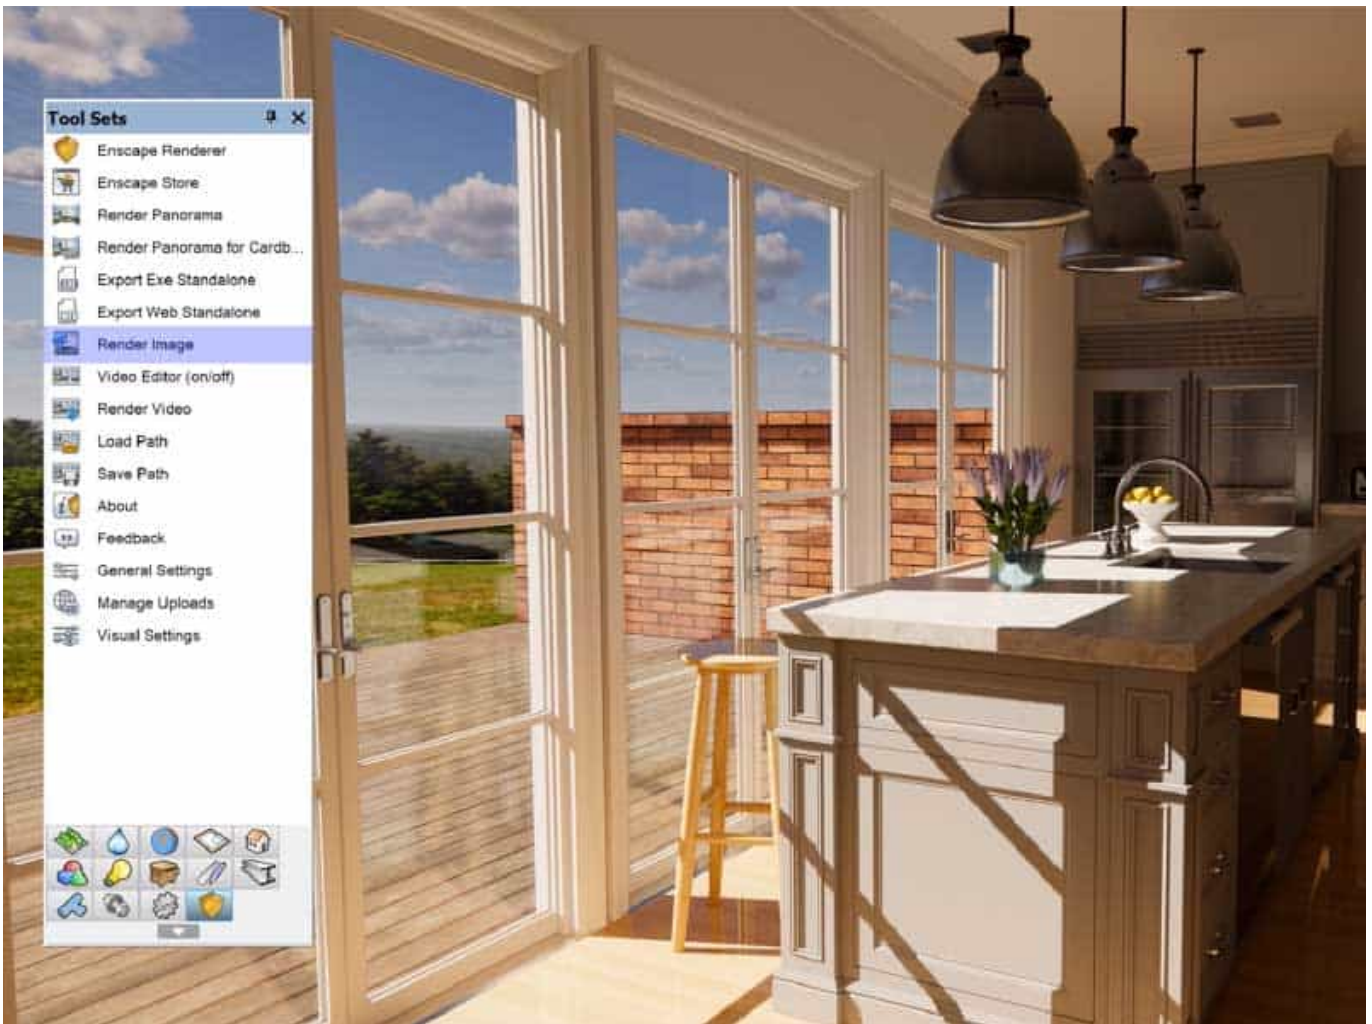 Tool Sets
Enscape Renderer
Enscape Store
Render Panorama
Render Panorama for Cardb...
Export Exe Standalone
Export Web Standalone
Render Image
Video Editor (on/off)
Render Video
Load Path
Save Path
About
Feedback
General Settings
Manage Uploads
Visual Settings